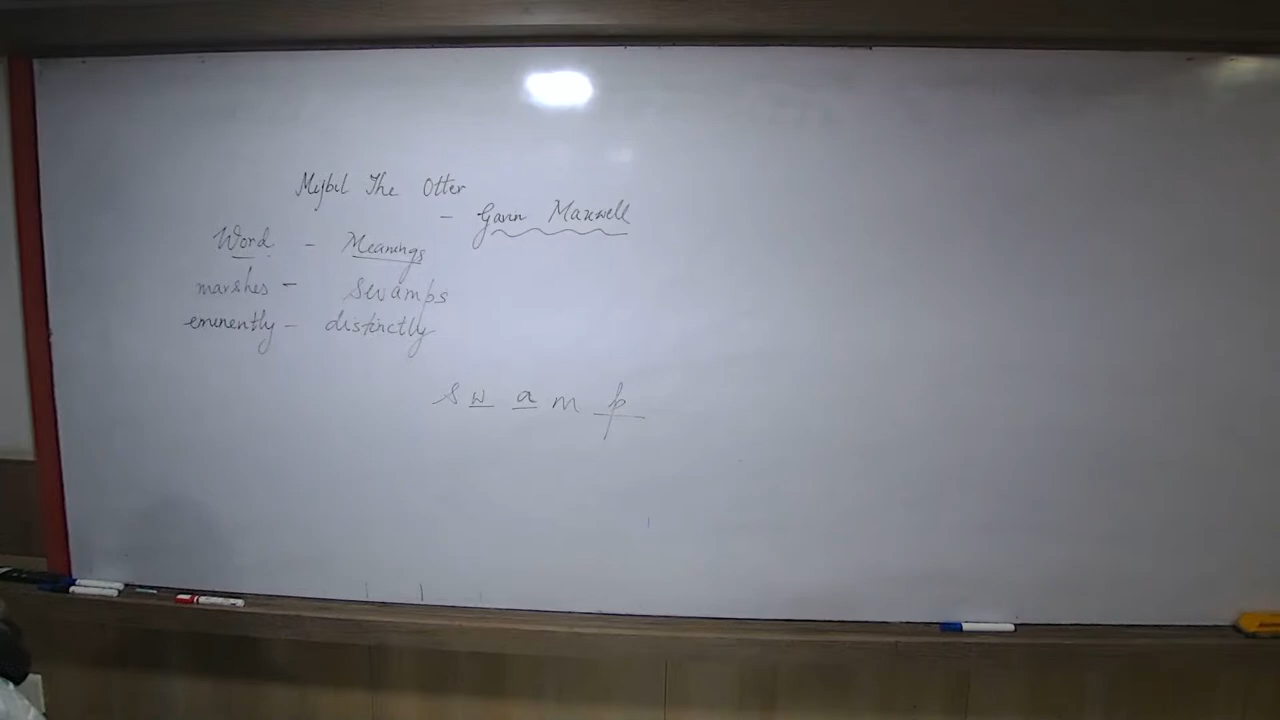 Mijbil The Otter
- Gavin Maxwell
Word - Meanings
marshes - swamps
eminently - distinctly
s w a m p